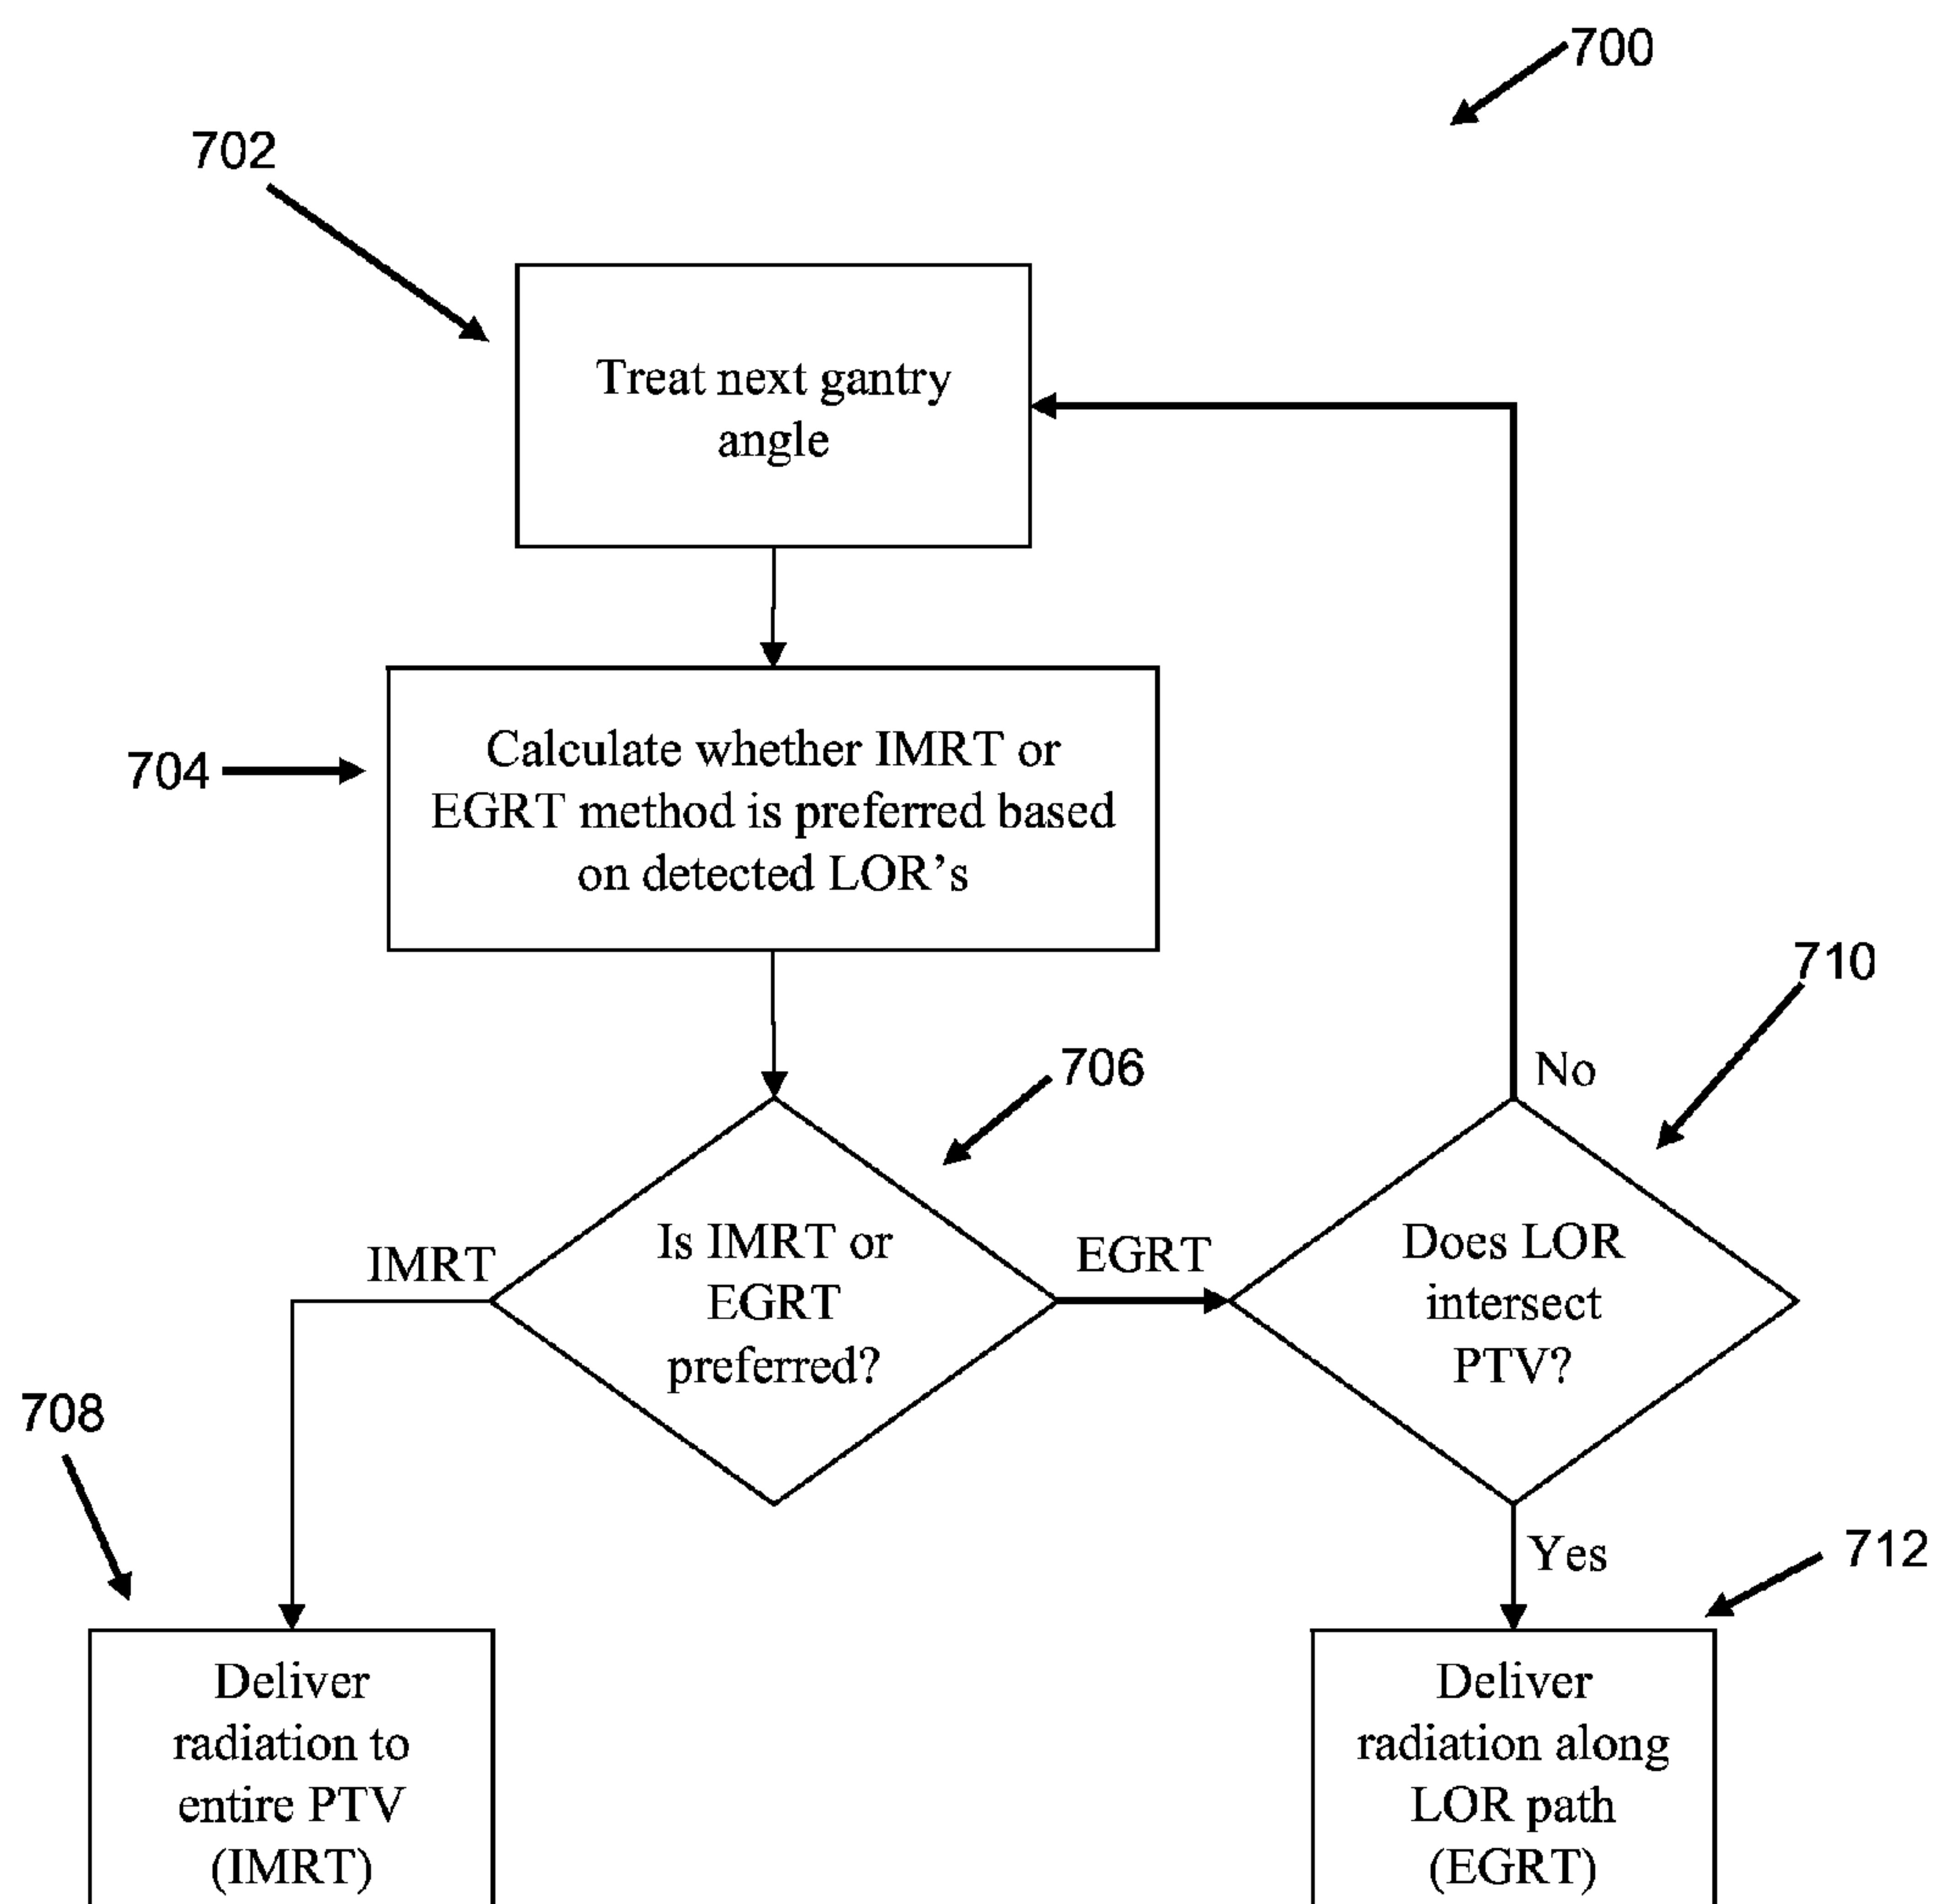 700
702
Treat next gantry
angle
704
Calculate whether IMRT or
EGRT method is preferred based
on detected LOR's
710
706
No
Is IMRT or
EGRT
preferred?
IMRT
EGRT
Does LOR
intersect
PTV?
708
Yes
712
Deliver
radiation to
entire PTV
(IMRT)
Deliver
radiation along
LOR path
(EGRT)